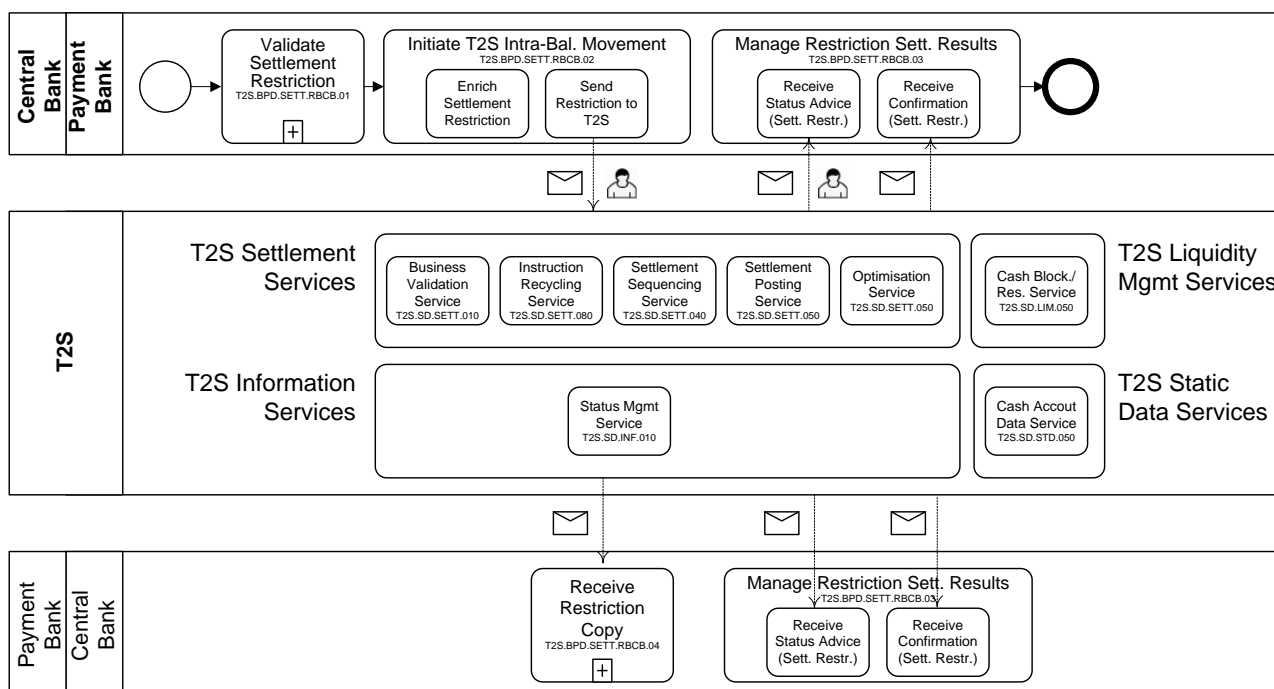 Central
Bank
Payment
Bank
Validate
Settlement
Restriction
T2S.BPD.SETT.RBCB.01
+
Initiate T2S Intra-Bal. Movement
T2S.BPD.SETT.RBCB.02
Enrich
Settlement
Restriction
Send
Restriction to
T2S
Manage Restriction Sett. Results
T2S.BPD.SETT.RBCB.03
Receive
Status Advice
(Sett. Restr.)
Receive
Confirmation
(Sett. Restr.)
T2S
T2S Settlement
Services
Business
Validation
Service
T2S.SD.SETT.010
Instruction
Recycling
Service
T2S.SD.SETT.080
Settlement
Sequencing
Service
T2S.SD.SETT.040
Settlement
Posting
Service
T2S.SD.SETT.050
Optimisation
Service
T2S.SD.SETT.050
Cash Block./
Res. Service
T2S.SD.LIM.050
T2S Liquidity
Mgmt Services
T2S Information
Services
Status Mgmt
Service
T2S.SD.INF.010
Cash Accout
Data Service
T2S.SD.STD.050
T2S Static
Data Services
Payment
Bank
Central
Bank
Receive
Restriction
Copy
T2S.BPD.SETT.RBCB.04
+
Manage Restriction Sett. Results
T2S.BPD.SETT.RBCB.03
Receive
Status Advice
(Sett. Restr.)
Receive
Confirmation
(Sett. Restr.)